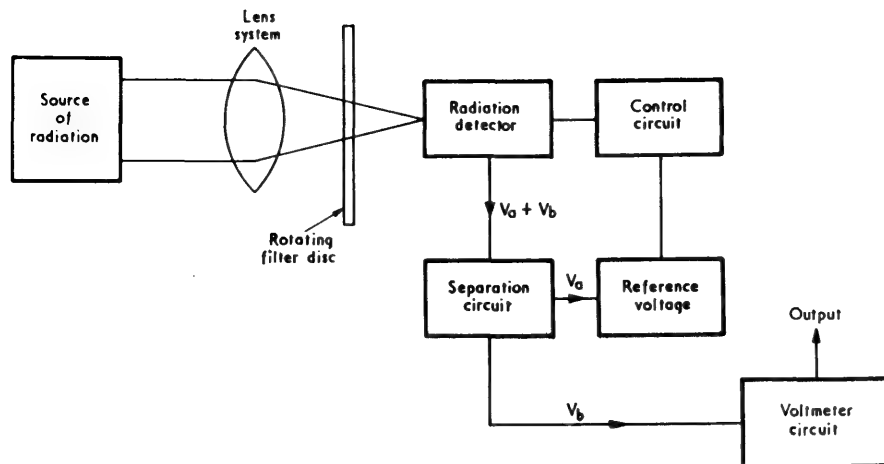 Lens
system
Source
of
radiation
Radiation
detector
Control
circuit
Rotating
filter disc
Va + Vb
Separation
circuit
Va
Reference
voltage
Output
Vb
Voltmeter
circuit